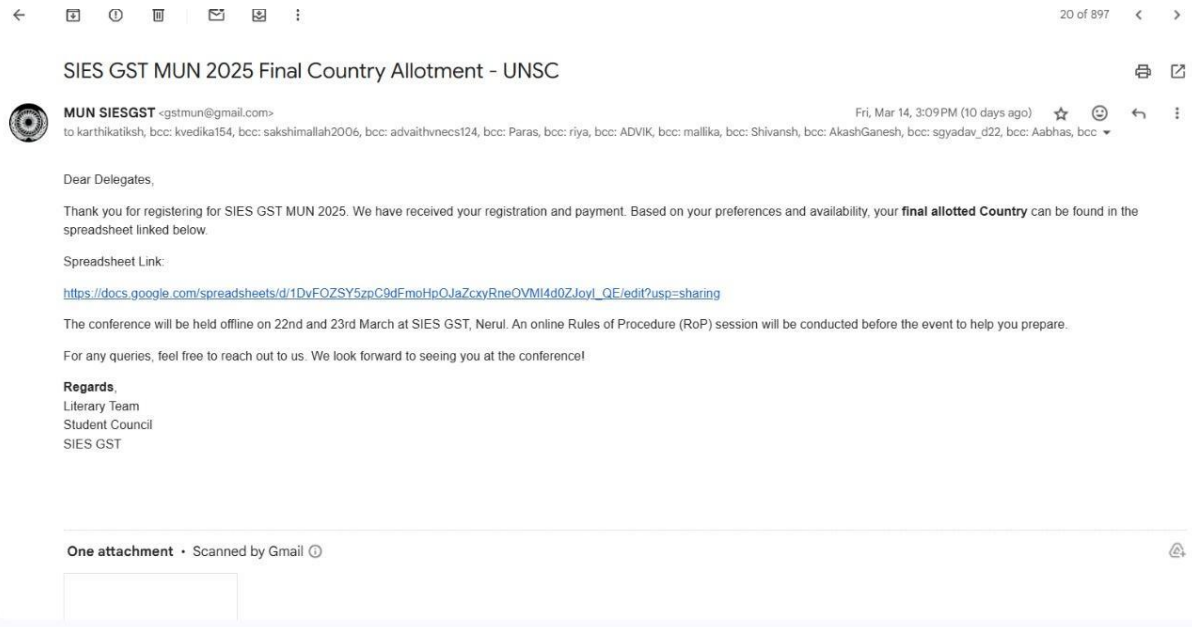 20 of 897
SIES GST MUN 2025 Final Country Allotment - UNSC
MUN SIESGST <gstmun@gmail.com>
Fri, Mar 14, 3:09 PM (10 days ago)
to karthikatiksh, bcc: kvedika154, bcc: sakshimallah2006, bcc: advaithvnecs124, bcc: Paras, bcc: riya, bcc: ADVIK, bcc: mallika, bcc: Shivansh, bcc: AkashGanesh, bcc: sgyadav_d22, bcc: Aabhas, bcc
Dear Delegates,
Thank you for registering for SIES GST MUN 2025. We have received your registration and payment. Based on your preferences and availability, your final allotted Country can be found in the
spreadsheet linked below.
Spreadsheet Link:
https://docs.google.com/spreadsheets/d/1DvFOZSY5zpC9dFmoHpOJaZcxyRneOVMI4d0ZJoyI_QE/edit?usp=sharing
The conference will be held offline on 22nd and 23rd March at SIES GST, Nerul. An online Rules of Procedure (RoP) session will be conducted before the event to help you prepare.
For any queries, feel free to reach out to us. We look forward to seeing you at the conference!
Regards,
Literary Team
Student Council
SIES GST
One attachment • Scanned by Gmail